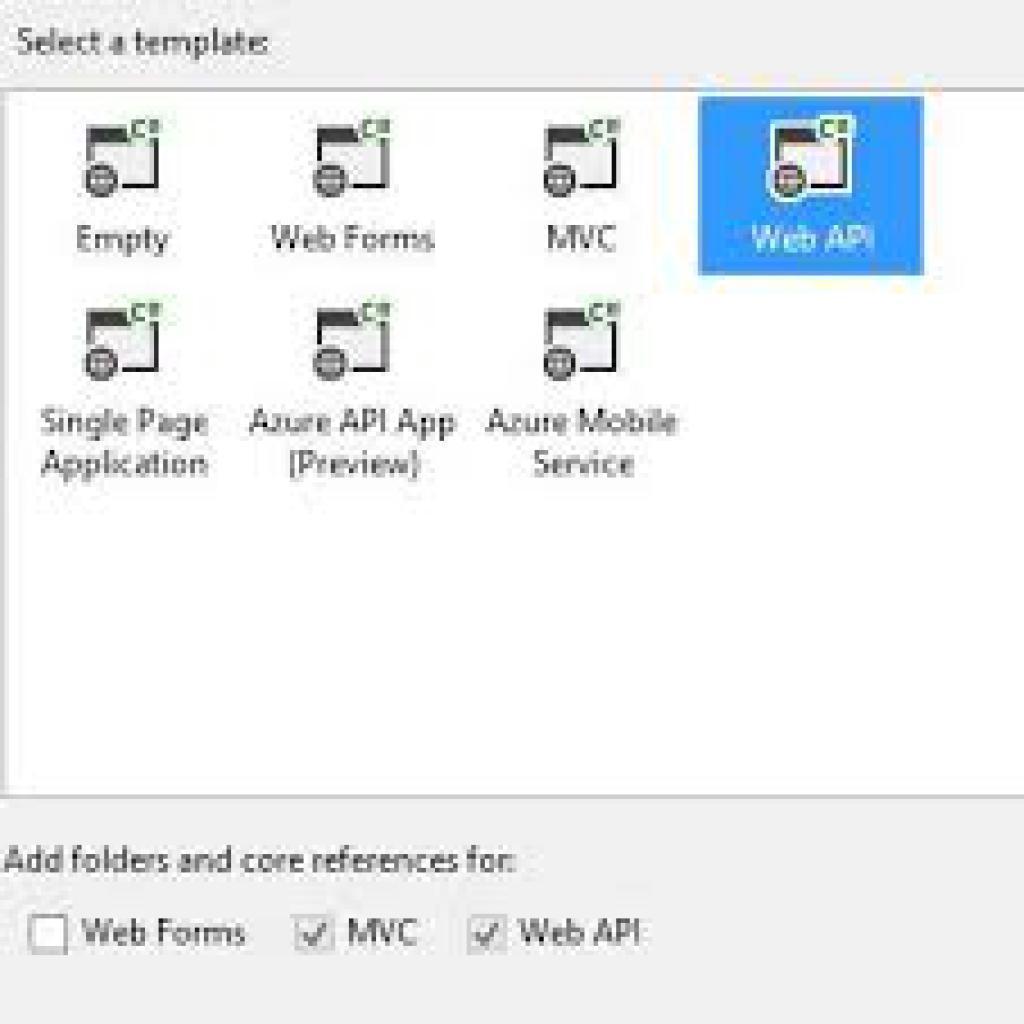 Select a template:
C# C# C# C#
Empty Web Forms MVC Web API
C# C# C#
Single Page Azure API App Azure Mobile
Application (Preview) Service
Add folders and core references for:
Web Forms MVC Web API